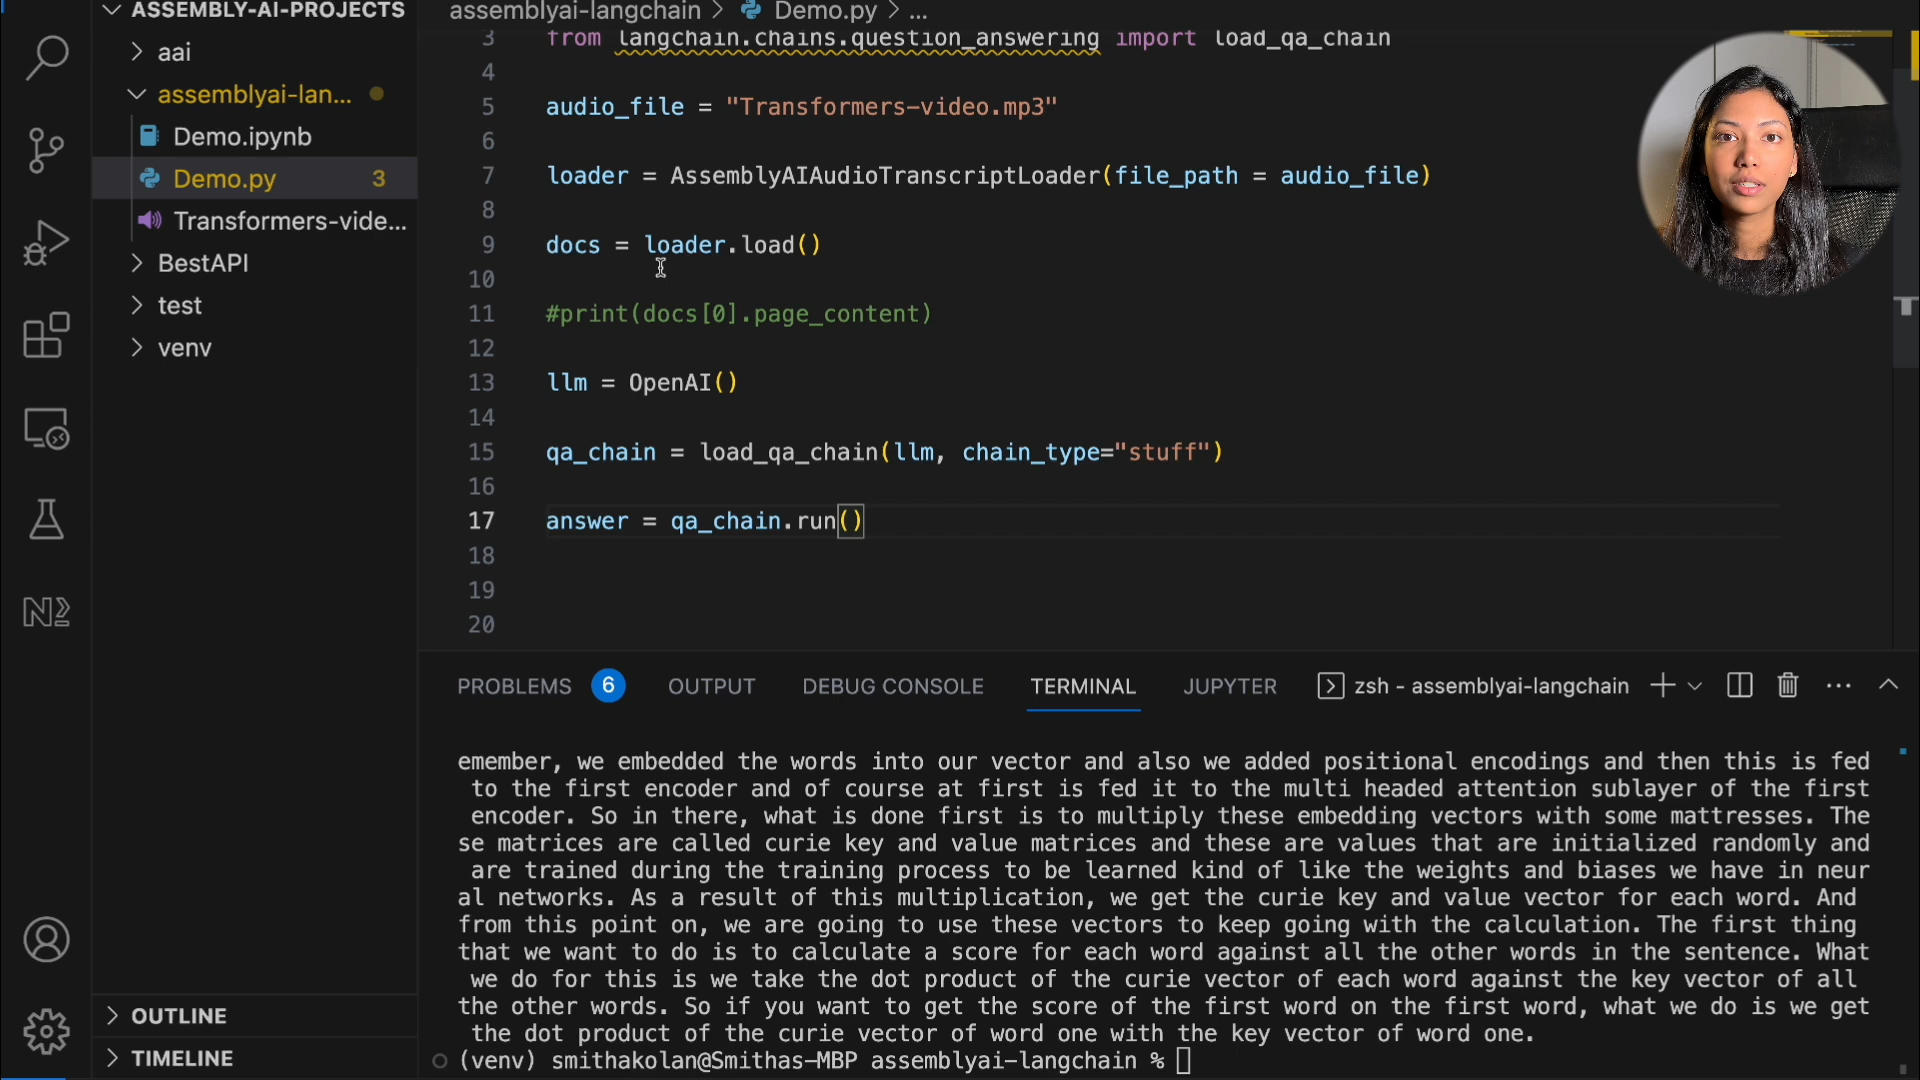 ASSEMBLY-AI-PROJECTS
aai
assemblyai-lan...
Demo.ipynb
Demo.py 3
Transformers-vide...
BestAPI
test
venv
OUTLINE
TIMELINE
assemblyai-langchain > Demo.py > ...
3 from langchain.chains.question_answering import load_qa_chain
4
5 audio_file = "Transformers-video.mp3"
6
7 loader = AssemblyAIAudioTranscriptLoader(file_path = audio_file)
8
9 docs = loader.load()
10
11 #print(docs[0].page_content)
12
13 llm = OpenAI()
14
15 qa_chain = load_qa_chain(llm, chain_type="stuff")
16
17 answer = qa_chain.run()
18
19
20
PROBLEMS 6 OUTPUT DEBUG CONSOLE TERMINAL JUPYTER zsh - assemblyai-langchain
emember, we embedded the words into our vector and also we added positional encodings and then this is fed
to the first encoder and of course at first is fed it to the multi headed attention sublayer of the first
encoder. So in there, what is done first is to multiply these embedding vectors with some mattresses. The
se matrices are called curie key and value matrices and these are values that are initialized randomly and
are trained during the training process to be learned kind of like the weights and biases we have in neur
al networks. As a result of this multiplication, we get the curie key and value vector for each word. And
from this point on, we are going to use these vectors to keep going with the calculation. The first thing
that we want to do is to calculate a score for each word against all the other words in the sentence. What
we do for this is we take the dot product of the curie vector of each word against the key vector of all
the other words. So if you want to get the score of the first word on the first word, what we do is we get
the dot product of the curie vector of word one with the key vector of word one.
(venv) smithakolan@Smithas-MBP assemblyai-langchain %